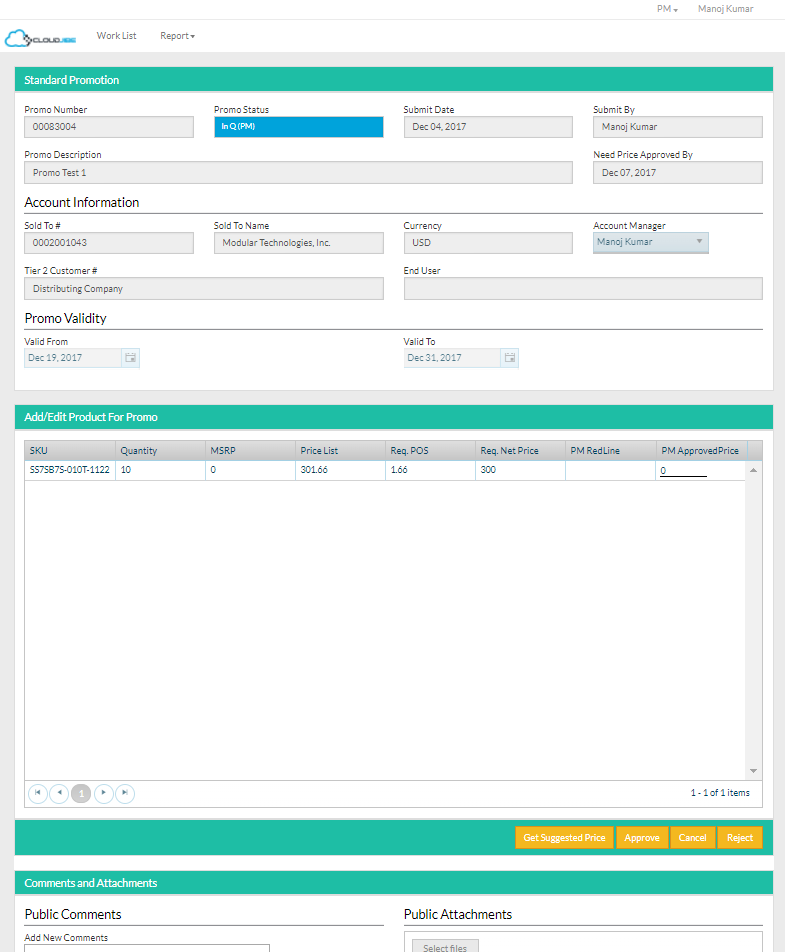 PM Manoj Kumar
CLOUD Work List Report
Standard Promotion
Promo Number Promo Status Submit Date Submit By
00083004 In Q (PM) Dec 04, 2017 Manoj Kumar
Promo Description Need Price Approved By
Promo Test 1 Dec 07, 2017
Account Information
Sold To # Sold To Name Currency Account Manager
0002001043 Modular Technologies, Inc. USD Manoj Kumar
Tier 2 Customer # End User
Distributing Company
Promo Validity
Valid From Valid To
Dec 19, 2017 Dec 31, 2017
Add/Edit Product For Promo
SKU Quantity MSRP Price List Req. POS Req. Net Price PM RedLine PM ApprovedPrice
SS7SB7S-010T-1122 10 0 301.66 1.66 300 0
1 1 - 1 of 1 items
Get Suggested Price Approve Cancel Reject
Comments and Attachments
Public Comments Public Attachments
Add New Comments
Select files